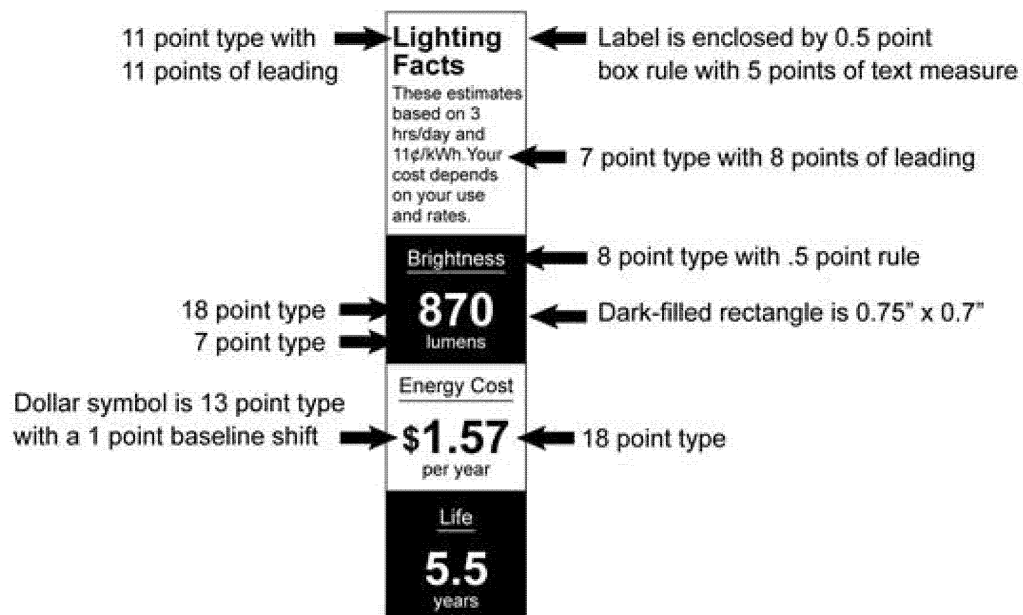 11 point type with
11 points of leading
Lighting
Facts
Label is enclosed by 0.5 point
box rule with 5 points of text measure
These estimates
based on 3
hrs/day and
11¢/kWh.Your
cost depends
on your use
and rates.
7 point type with 8 points of leading
Brightness
8 point type with .5 point rule
18 point type
870
Dark-filled rectangle is 0.75” x 0.7”
7 point type
lumens
Energy Cost
Dollar symbol is 13 point type
with a 1 point baseline shift
$1.57
18 point type
per year
Life
5.5
years